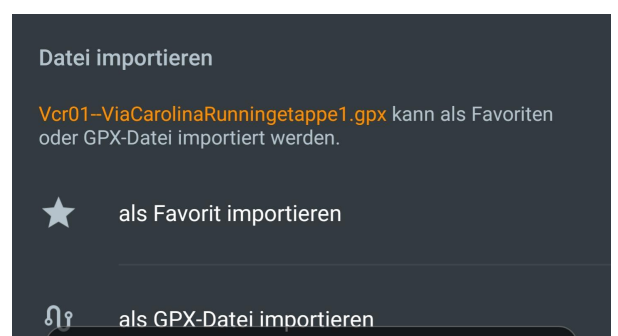 Datei importieren
Vcr01--ViaCarolinaRunningetappe1.gpx kann als Favoriten
oder GPX-Datei importiert werden.
als Favorit importieren
als GPX-Datei importieren